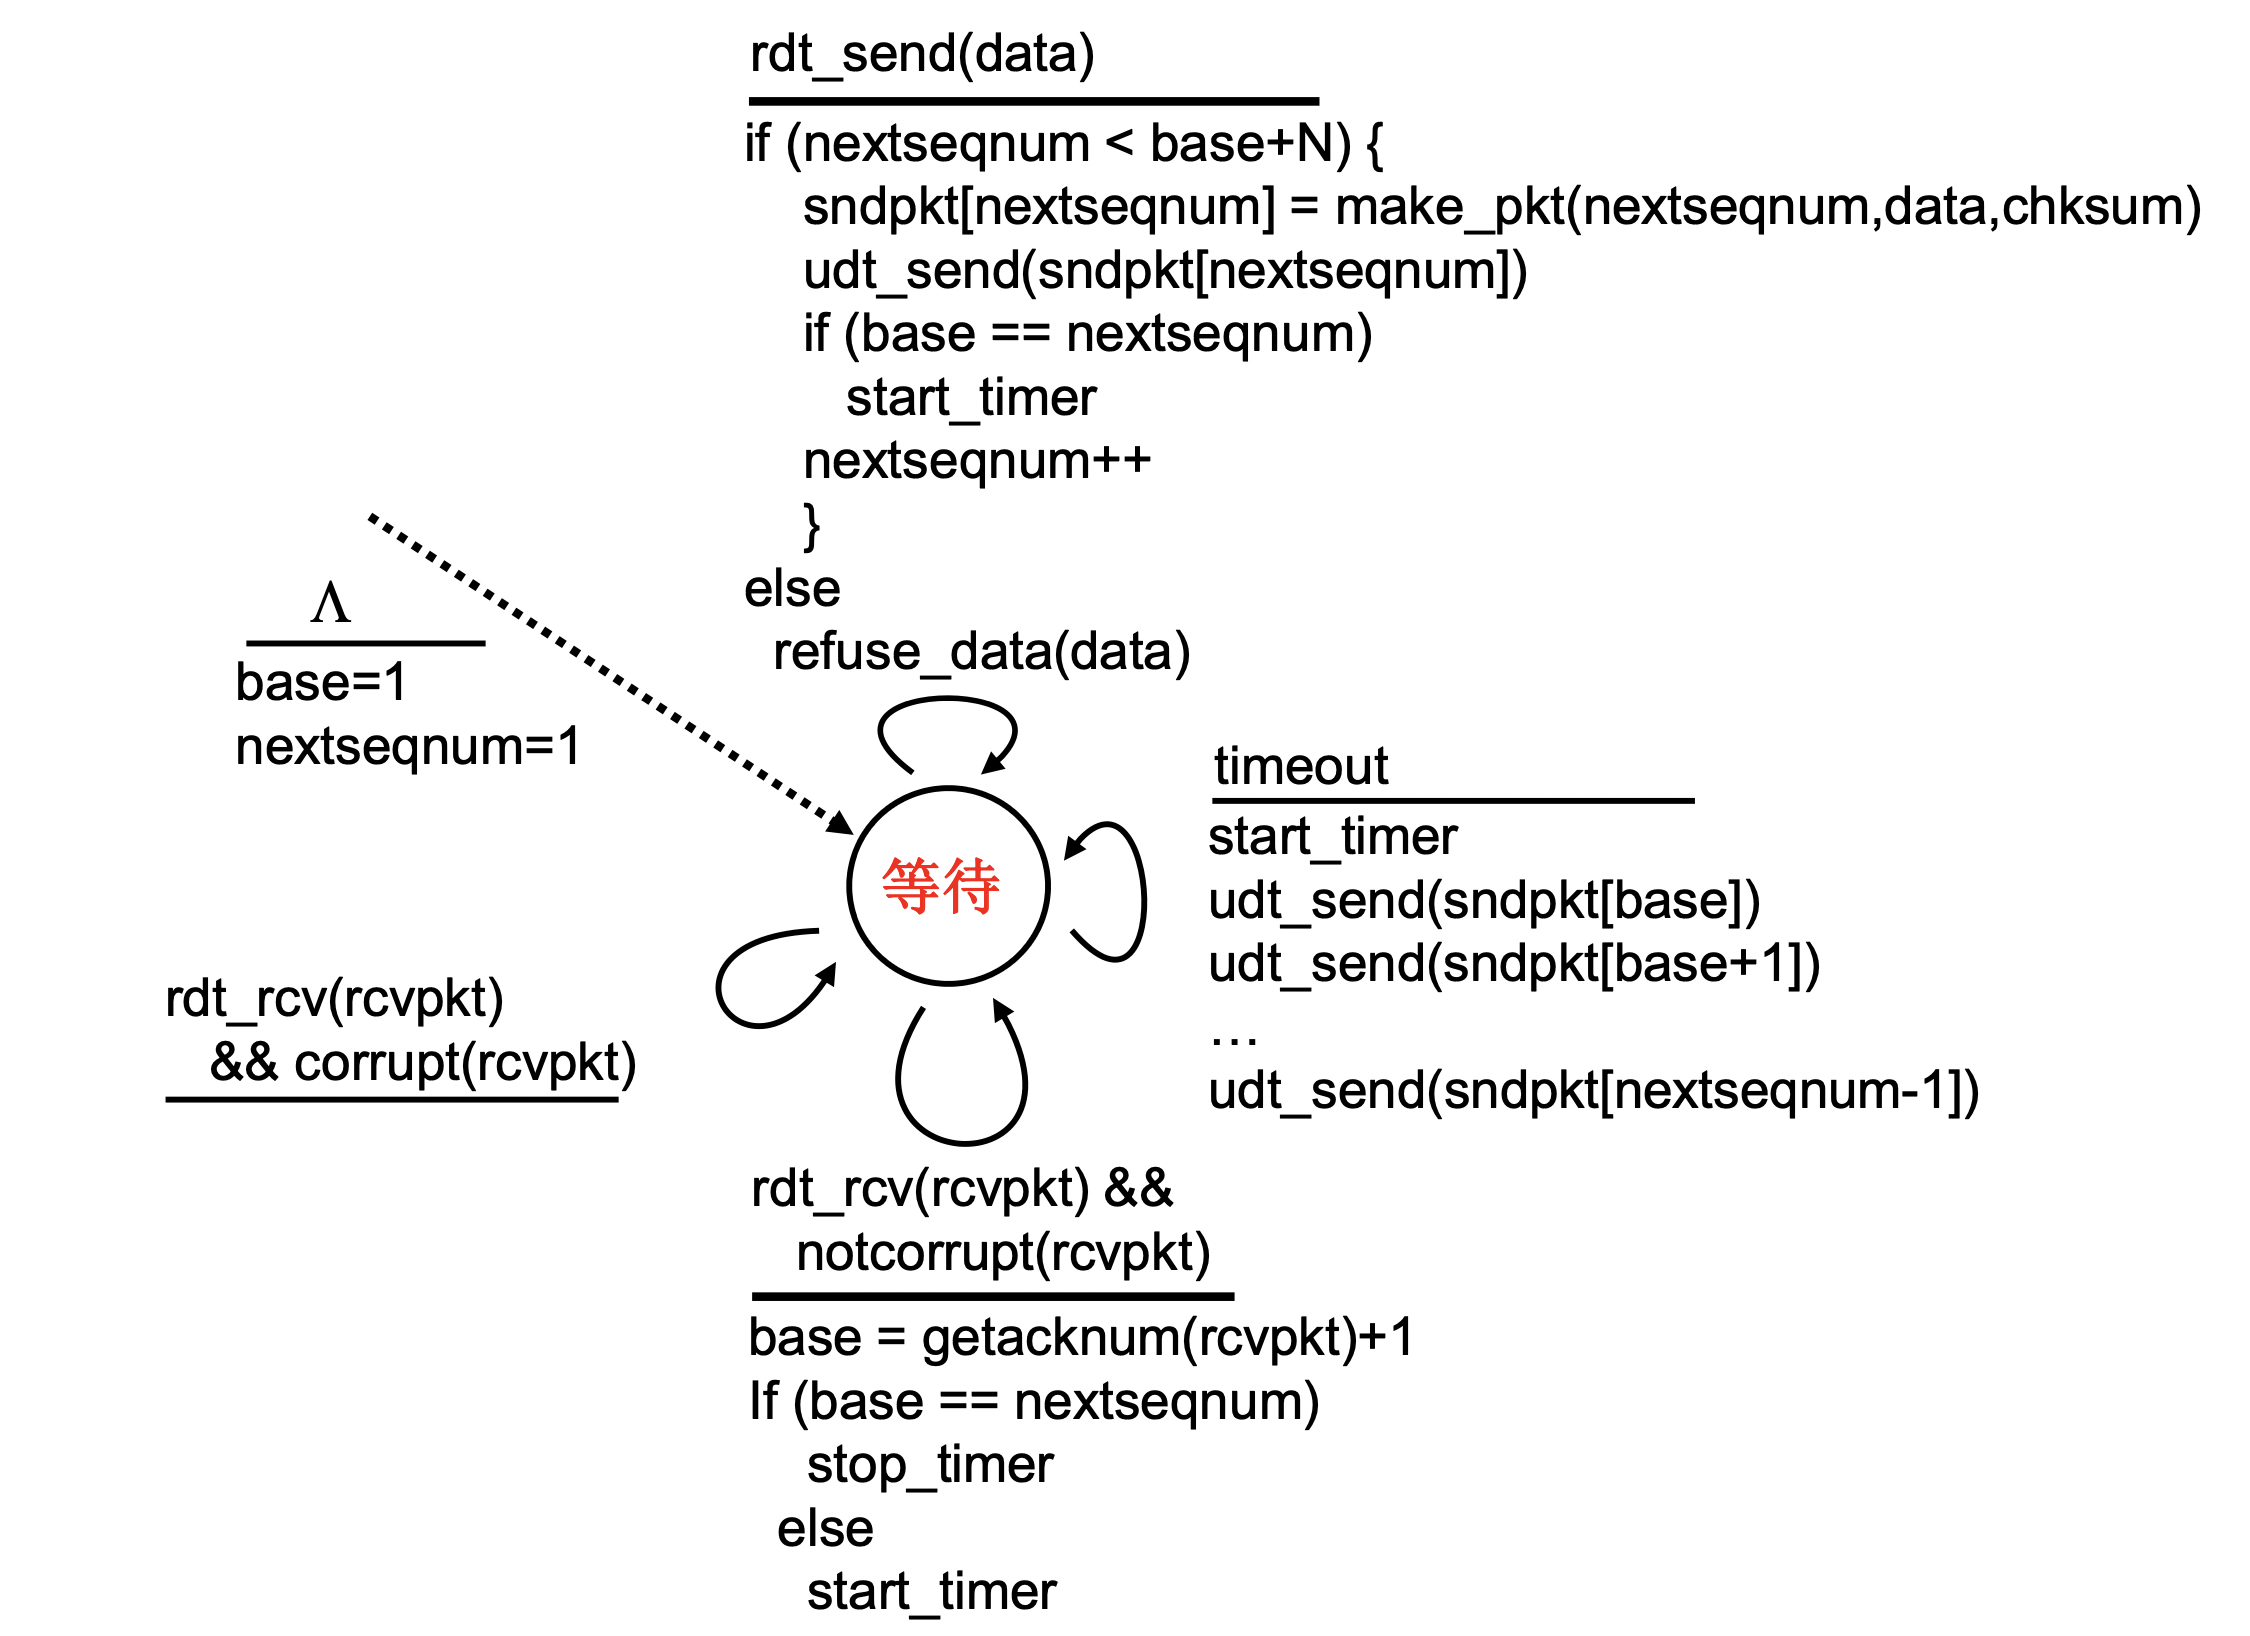 rdt_send(data)
if (nextseqnum < base+N) {
sndpkt[nextseqnum] = make_pkt(nextseqnum,data,chksum)
udt_send(sndpkt[nextseqnum])
if (base == nextseqnum)
start_timer
nextseqnum++
}
else
refuse_data(data)
Λ
base=1
nextseqnum=1
等待
timeout
start_timer
udt_send(sndpkt[base])
udt_send(sndpkt[base+1])
…
udt_send(sndpkt[nextseqnum-1])
rdt_rcv(rcvpkt)
&& corrupt(rcvpkt)
rdt_rcv(rcvpkt) &&
notcorrupt(rcvpkt)
base = getacknum(rcvpkt)+1
If (base == nextseqnum)
stop_timer
else
start_timer